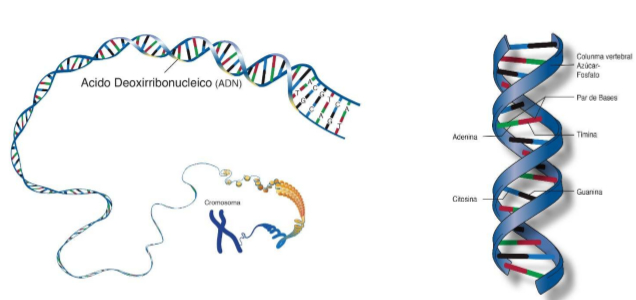 Acido Deoxirribonucleico (ADN)
Cromosoma
Columna vertebral
Azúcar-
Fosfato
Par de Bases
Adenina
Timina
Citosina
Guanina